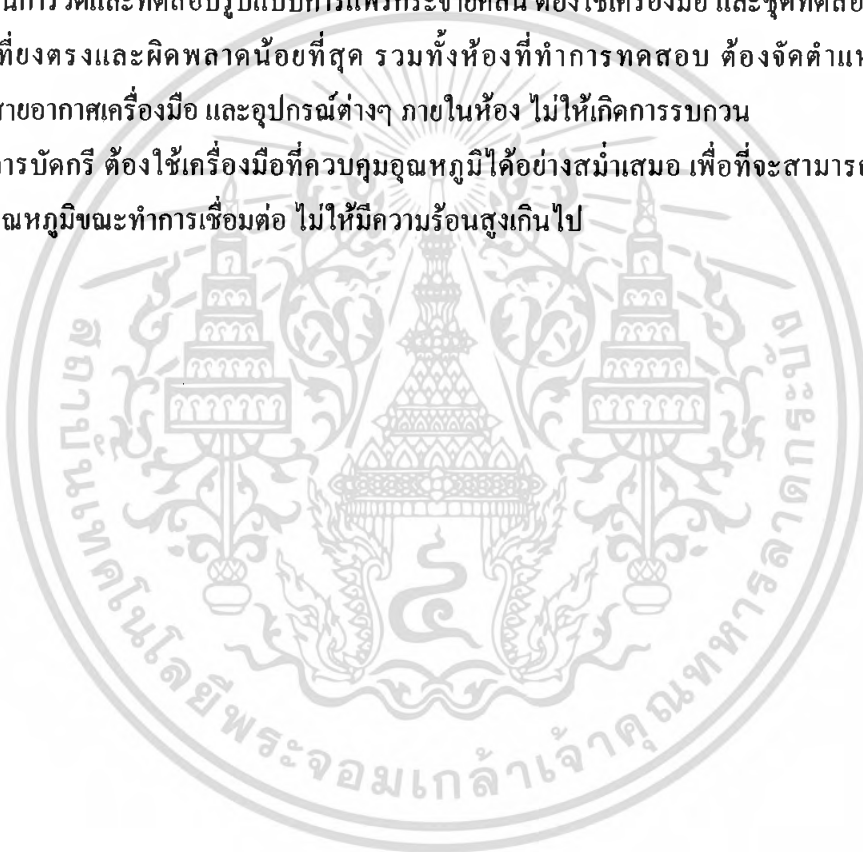 นการวัดและทดสอบรูปแบบการแพร่กระจายคลื่น ต้องใช้เครื่องมือ และชุดทดสอ
ที่ยงตรงและผิดพลาดน้อยที่สุด รวมทั้งห้องที่ทำการทดสอบ ต้องจัดตำแห
สายอากาศเครื่องมือ และอุปกรณ์ต่างๆ ภายในห้อง ไม่ให้เกิดการรบกวน
การบัดกรี ต้องใช้เครื่องมือที่ควบคุมอุณหภูมิได้อย่างสม่ำเสมอ เพื่อที่จะสามาร
ุณหภูมิขณะทำการเชื่อมต่อ ไม่ให้มีความร้อนสูงเกินไป
สถาบันเทคโนโลยีพระจอมเกล้าเจ้าคุณทหารลาดกระบัง